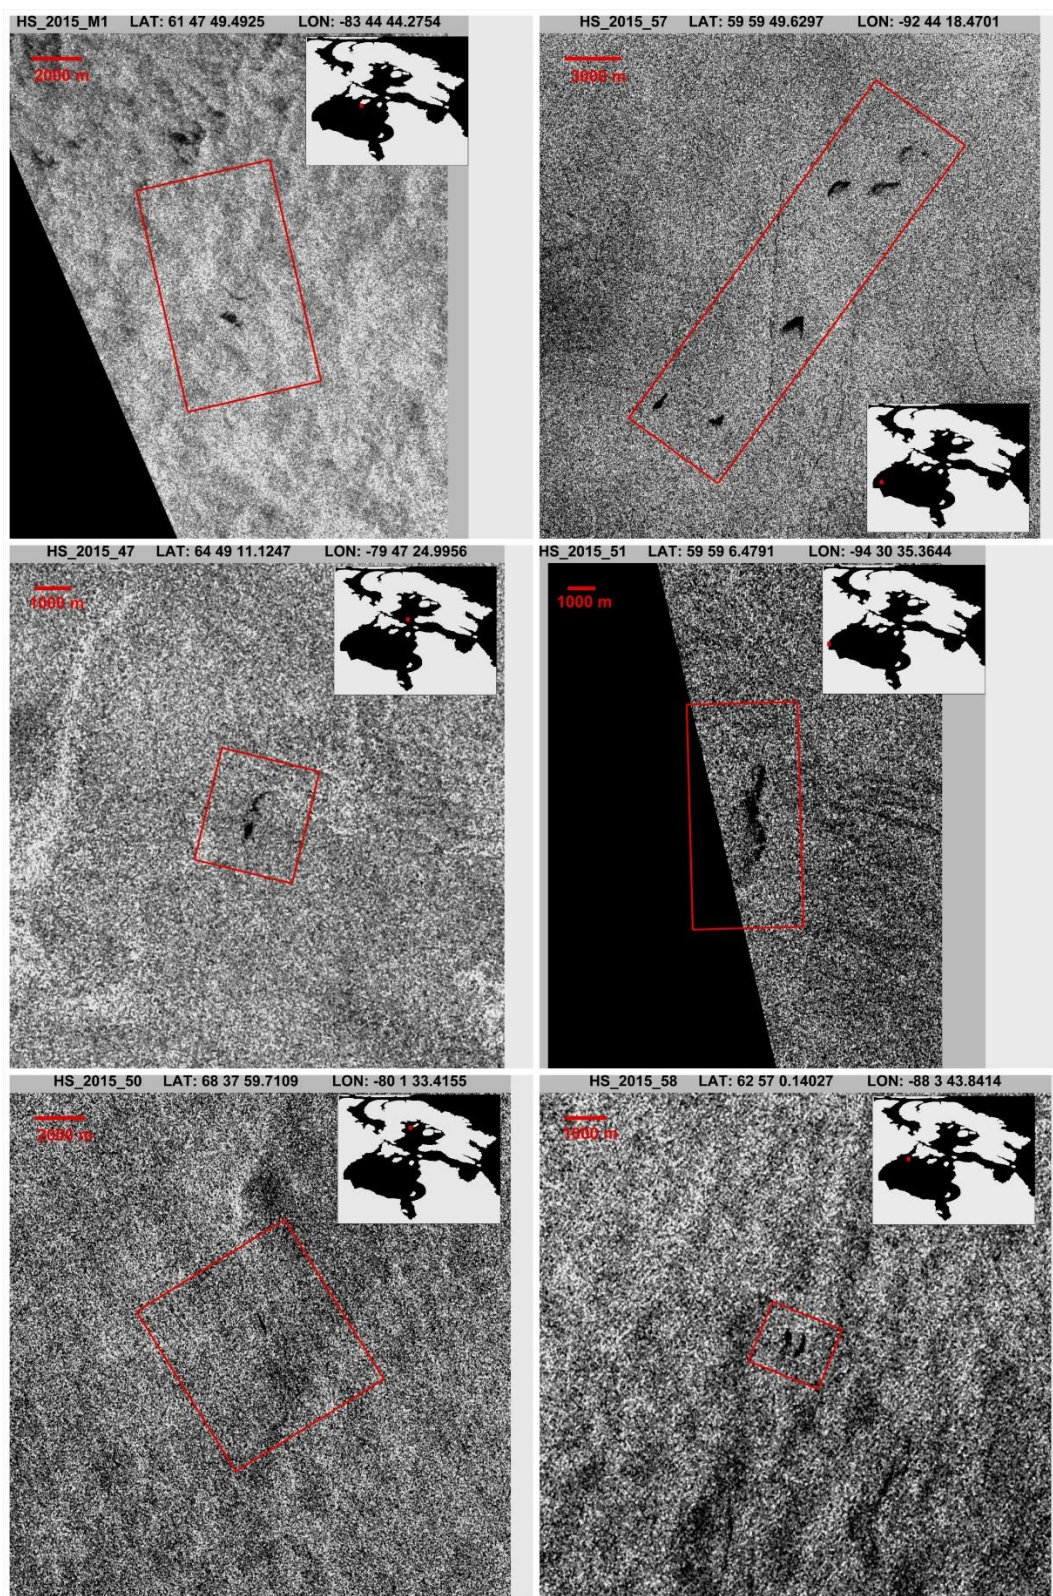 HS_2015_M1 LAT: 61 47 49.4925 LON: -83 44 44.2754
2000 m
HS_2015_57 LAT: 59 59 49.6297 LON: -92 44 18.4701
3000 m
HS_2015_47 LAT: 64 49 11.1247 LON: -79 47 24.9956
1000 m
HS_2015_51 LAT: 59 59 6.4791 LON: -94 30 35.3644
1000 m
HS_2015_50 LAT: 68 37 59.7109 LON: -80 1 33.4155
2000 m
HS_2015_58 LAT: 62 57 0.14027 LON: -88 3 43.8414
1000 m